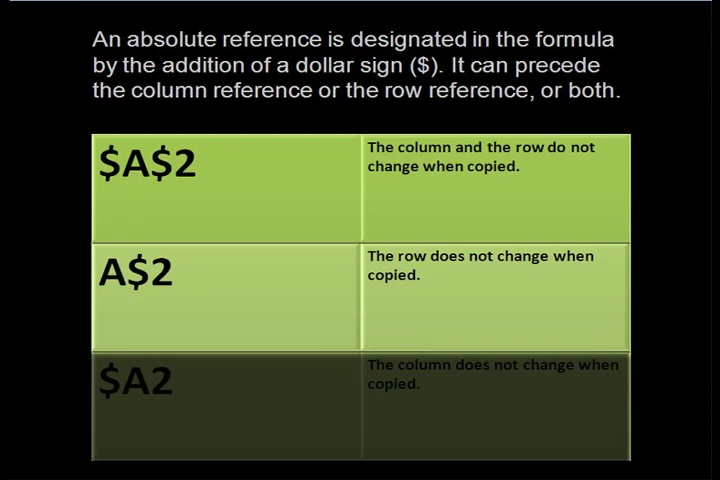 An absolute reference is designated in the formula
by the addition of a dollar sign ($). It can precede
the column reference or the row reference, or both.
$A$2
The column and the row do not
change when copied.
A$2
The row does not change when
copied.
$A2
The column does not change when
copied.